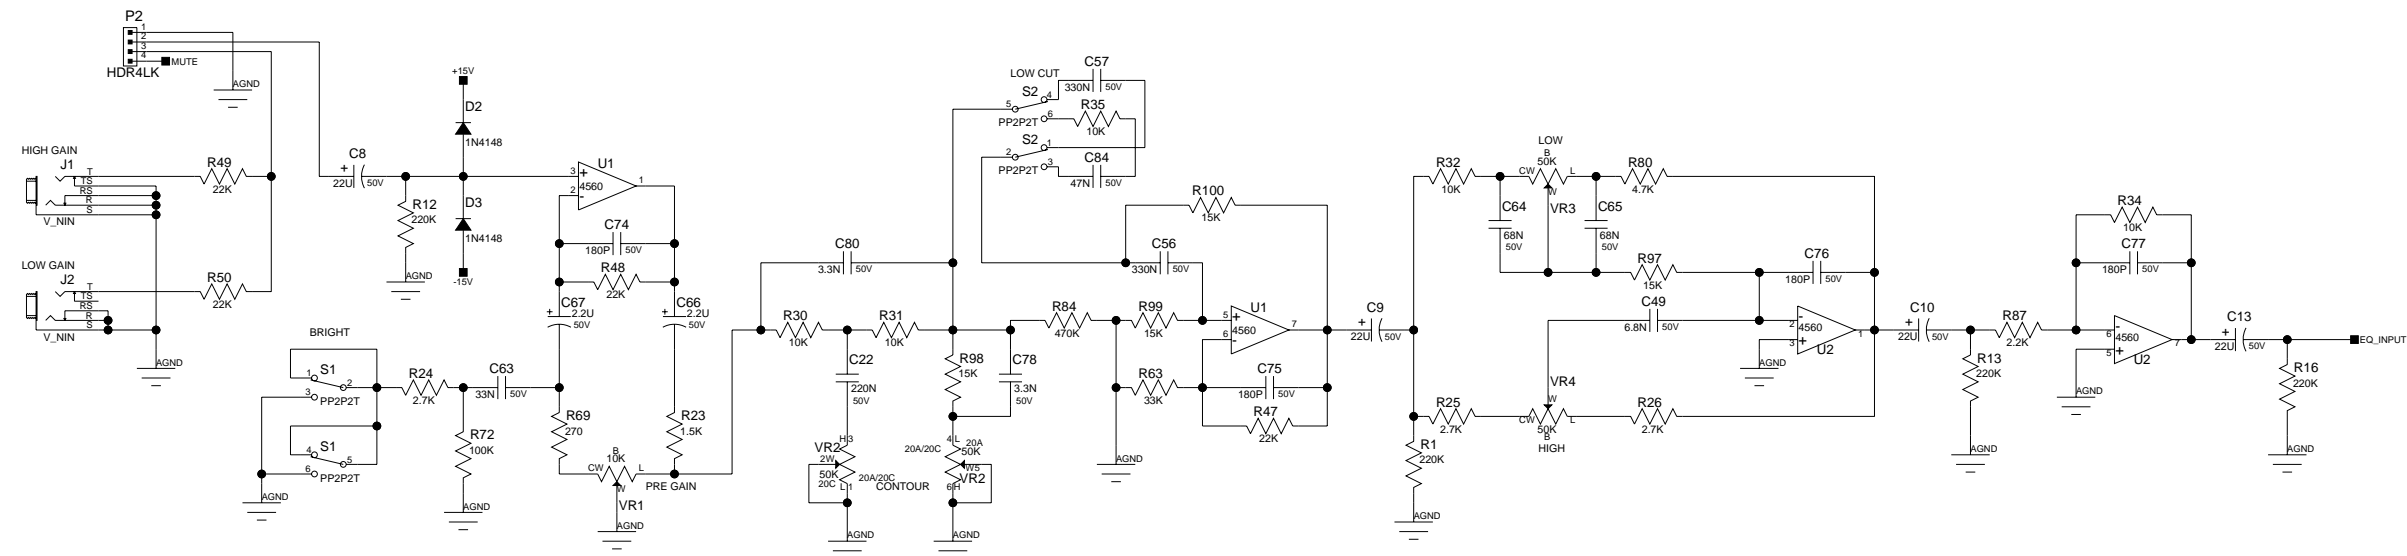 P2
1
2
3
4
MUTE
HDR4LK
AGND
HIGH GAIN
J1
T
TS
RS
R
S
V_NIN
R49
22K
LOW GAIN
J2
T
TS
RS
R
S
V_NIN
R50
22K
AGND
C8
+
22U
50V
R12
220K
AGND
+15V
D2
1N4148
D3
1N4148
-15V
U1
3
+
4560
2
-
1
C74
180P
50V
R48
22K
C67
+
2.2U
50V
C66
+
2.2U
50V
BRIGHT
S1
1
2
3
PP2P2T
S1
4
5
6
PP2P2T
AGND
R24
2.7K
R72
100K
AGND
C63
33N
50V
R69
270
R23
1.5K
B
10K
CW
L
W
VR1
PRE GAIN
AGND
C80
3.3N
50V
R30
10K
R31
10K
C22
220N
50V
VR2
H
3
2W
50K
20C
L
1
20A/20C
CONTOUR
AGND
R98
15K
C78
3.3N
50V
4
L
20A
20A/20C
50K
W5
VR2
6
H
AGND
LOW CUT
C57
330N
50V
S2
5
4
6
PP2P2T
R35
10K
S2
2
1
3
PP2P2T
C84
47N
50V
R100
15K
C56
330N
50V
R84
470K
R99
15K
R63
33K
AGND
U1
5
+
4560
6
-
7
C75
180P
50V
R47
22K
C9
+
22U
50V
R1
220K
AGND
R32
10K
LOW
B
50K
CW
L
W
VR3
R80
4.7K
C64
68N
50V
C65
68N
50V
R97
15K
C76
180P
50V
C49
6.8N
50V
2
-
4560
3
+
1
U2
AGND
R25
2.7K
VR4
W
CW
L
50K
B
HIGH
R26
2.7K
C10
+
22U
50V
R13
220K
AGND
R87
2.2K
R34
10K
C77
180P
50V
6
-
4560
5
+
7
U2
AGND
C13
+
22U
50V
R16
220K
AGND
EQ_INPUT